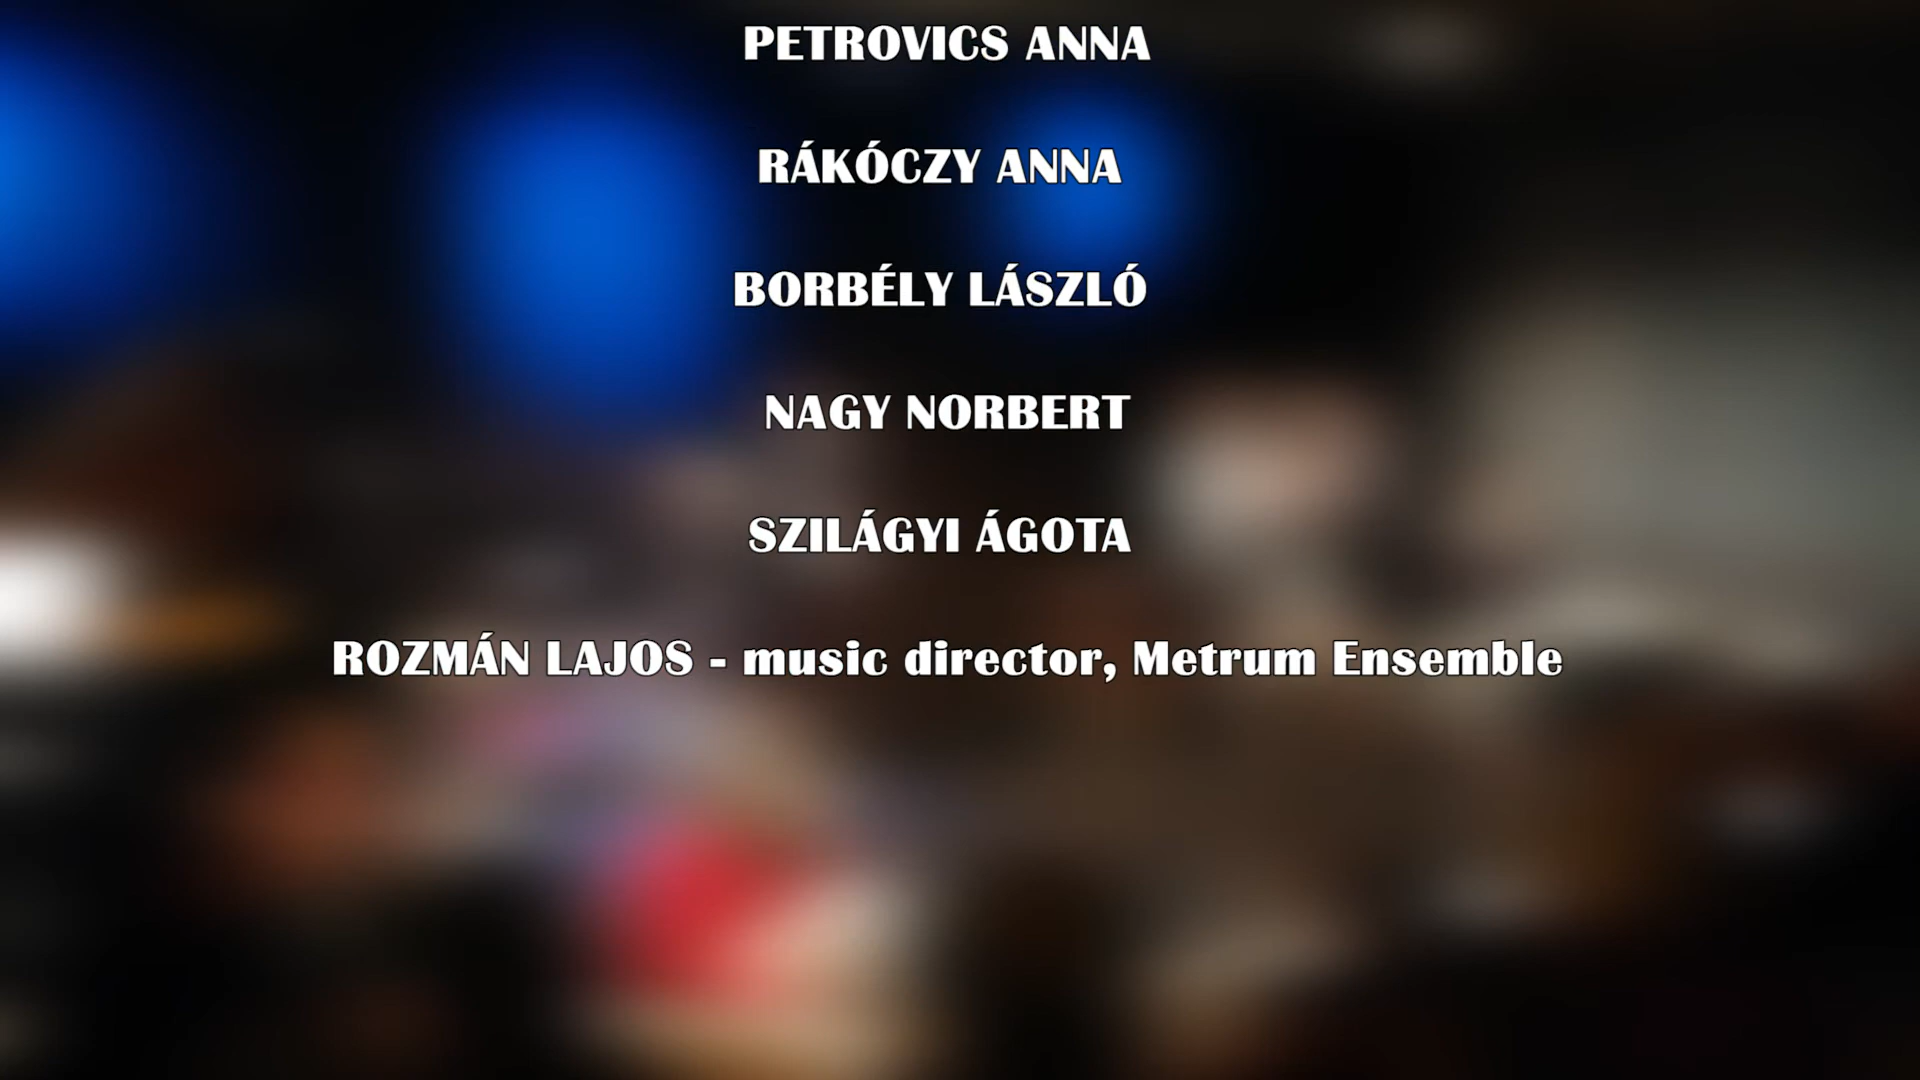 PETROVICS ANNA
RÁKÓCZY ANNA
BORBÉLY LÁSZLÓ
NAGY NORBERT
SZILÁGYI ÁGOTA
ROZMÁN LAJOS - music director, Metrum Ensemble